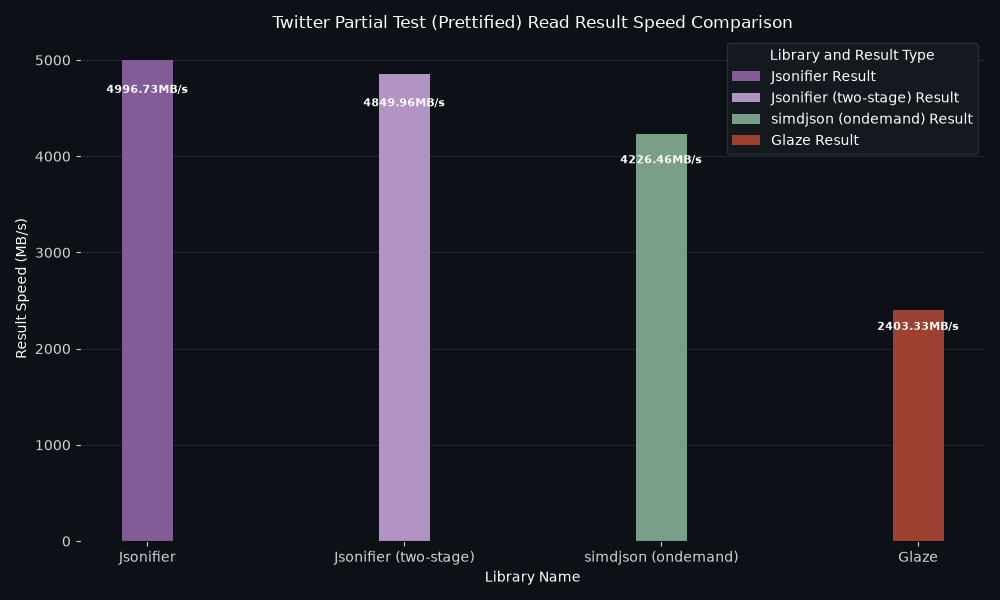 Twitter Partial Test (Prettified) Read Result Speed Comparison
Library and Result Type
Jsonifier Result
Jsonifier (two-stage) Result
simdjson (ondemand) Result
Glaze Result
4996.73MB/s
4849.96MB/s
4226.46MB/s
2403.33MB/s
Result Speed (MB/s)
5000
4000
3000
2000
1000
0
Jsonifier
Jsonifier (two-stage)
simdjson (ondemand)
Glaze
Library Name